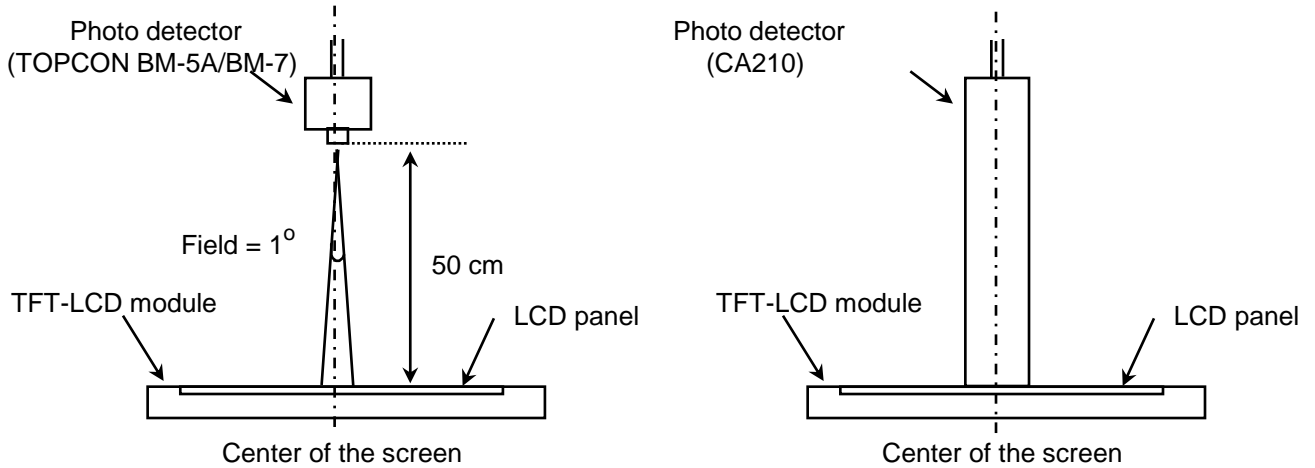 Photo detector
(TOPCON BM-5A/BM-7)
Field = 1°
50 cm
TFT-LCD module
LCD panel
Center of the screen
Photo detector
(CA210)
TFT-LCD module
LCD panel
Center of the screen